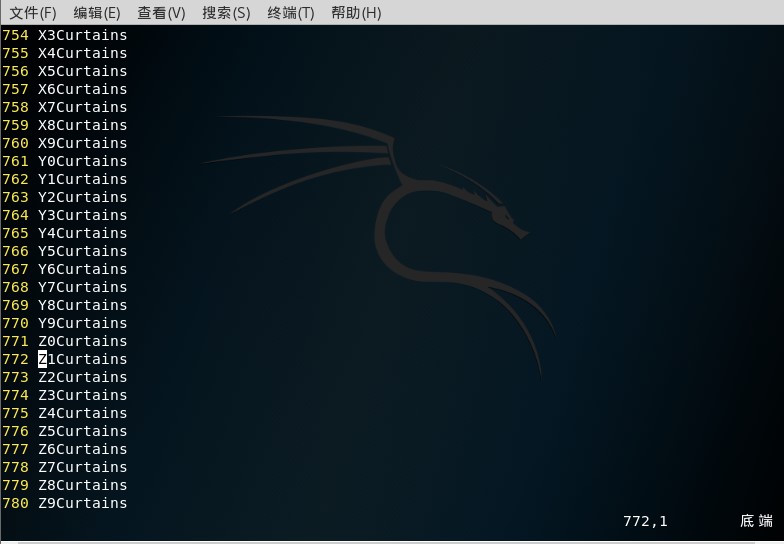 文件(F) 编辑(E) 查看(V) 搜索(S) 终端(T) 帮助(H)
754 X3Curtains
755 X4Curtains
756 X5Curtains
757 X6Curtains
758 X7Curtains
759 X8Curtains
760 X9Curtains
761 Y0Curtains
762 Y1Curtains
763 Y2Curtains
764 Y3Curtains
765 Y4Curtains
766 Y5Curtains
767 Y6Curtains
768 Y7Curtains
769 Y8Curtains
770 Y9Curtains
771 Z0Curtains
772 Z1Curtains
773 Z2Curtains
774 Z3Curtains
775 Z4Curtains
776 Z5Curtains
777 Z6Curtains
778 Z7Curtains
779 Z8Curtains
780 Z9Curtains
772,1 底端